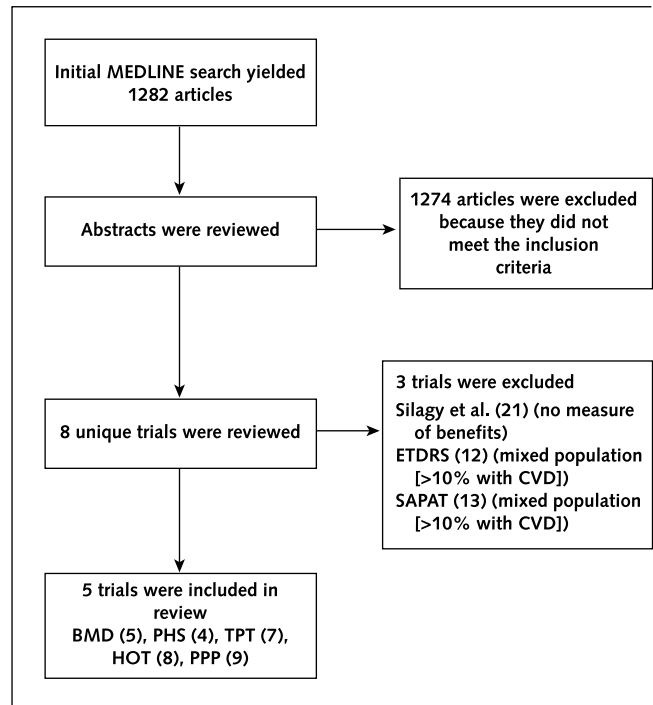 Initial MEDLINE search yielded
1282 articles
Abstracts were reviewed
1274 articles were excluded
because they did not
meet the inclusion
criteria
8 unique trials were reviewed
3 trials were excluded
Silagy et al. (21) (no measure
of benefits)
ETDRS (12) (mixed population
[>10% with CVD])
SAPAT (13) (mixed population
[>10% with CVD])
5 trials were included in
review
BMD (5), PHS (4), TPT (7),
HOT (8), PPP (9)